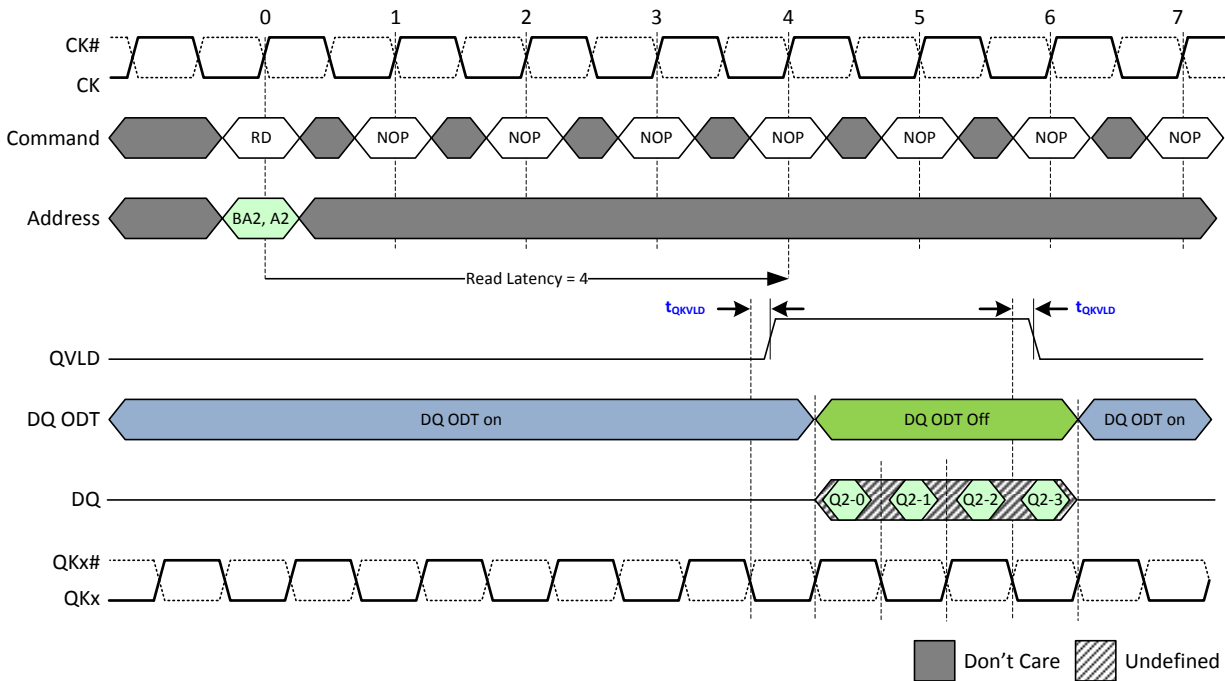 0 1 2 3 4 5 6 7
CK#
CK
Command RD NOP NOP NOP NOP NOP NOP NOP
Address BA2, A2
Read Latency = 4
tQKVLD tQKVLD
QVLD
DQ ODT DQ ODT on DQ ODT Off DQ ODT on
DQ Q2-0 Q2-1 Q2-2 Q2-3
QKx#
QKx
Don't Care Undefined